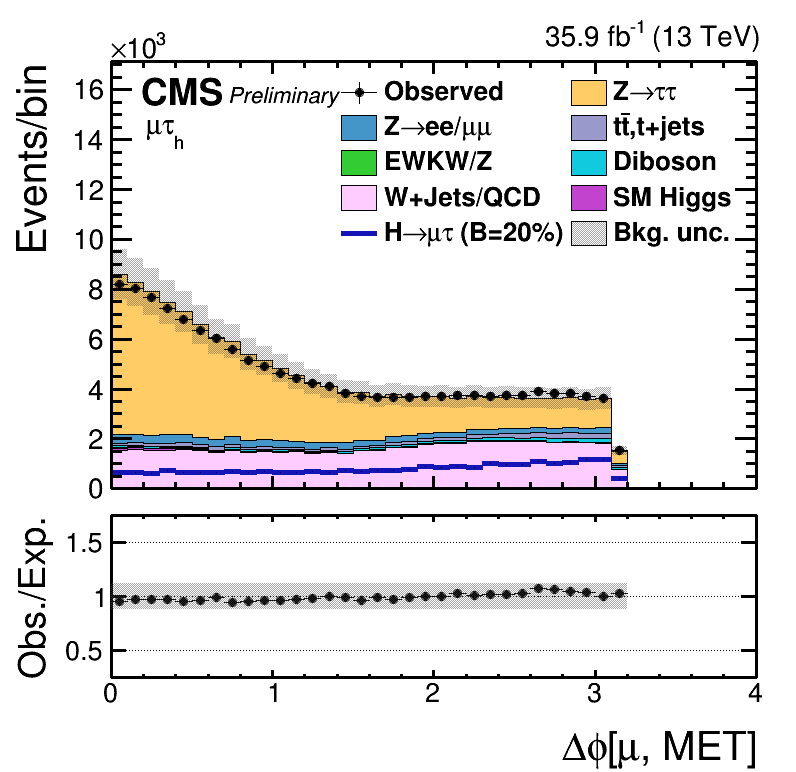 ×10³
35.9 fb⁻¹ (13 TeV)
Events/bin
16
14
12
10
8
6
4
2
0
CMS Preliminary
μτₕ
Observed
Z→ττ
Z→ee/μμ
tt̄,t+jets
EWKW/Z
Diboson
W+Jets/QCD
SM Higgs
H→μτ (B=20%)
Bkg. unc.
Obs./Exp.
1.5
1
0.5
0 1 2 3 4
Δϕ[μ, MET]